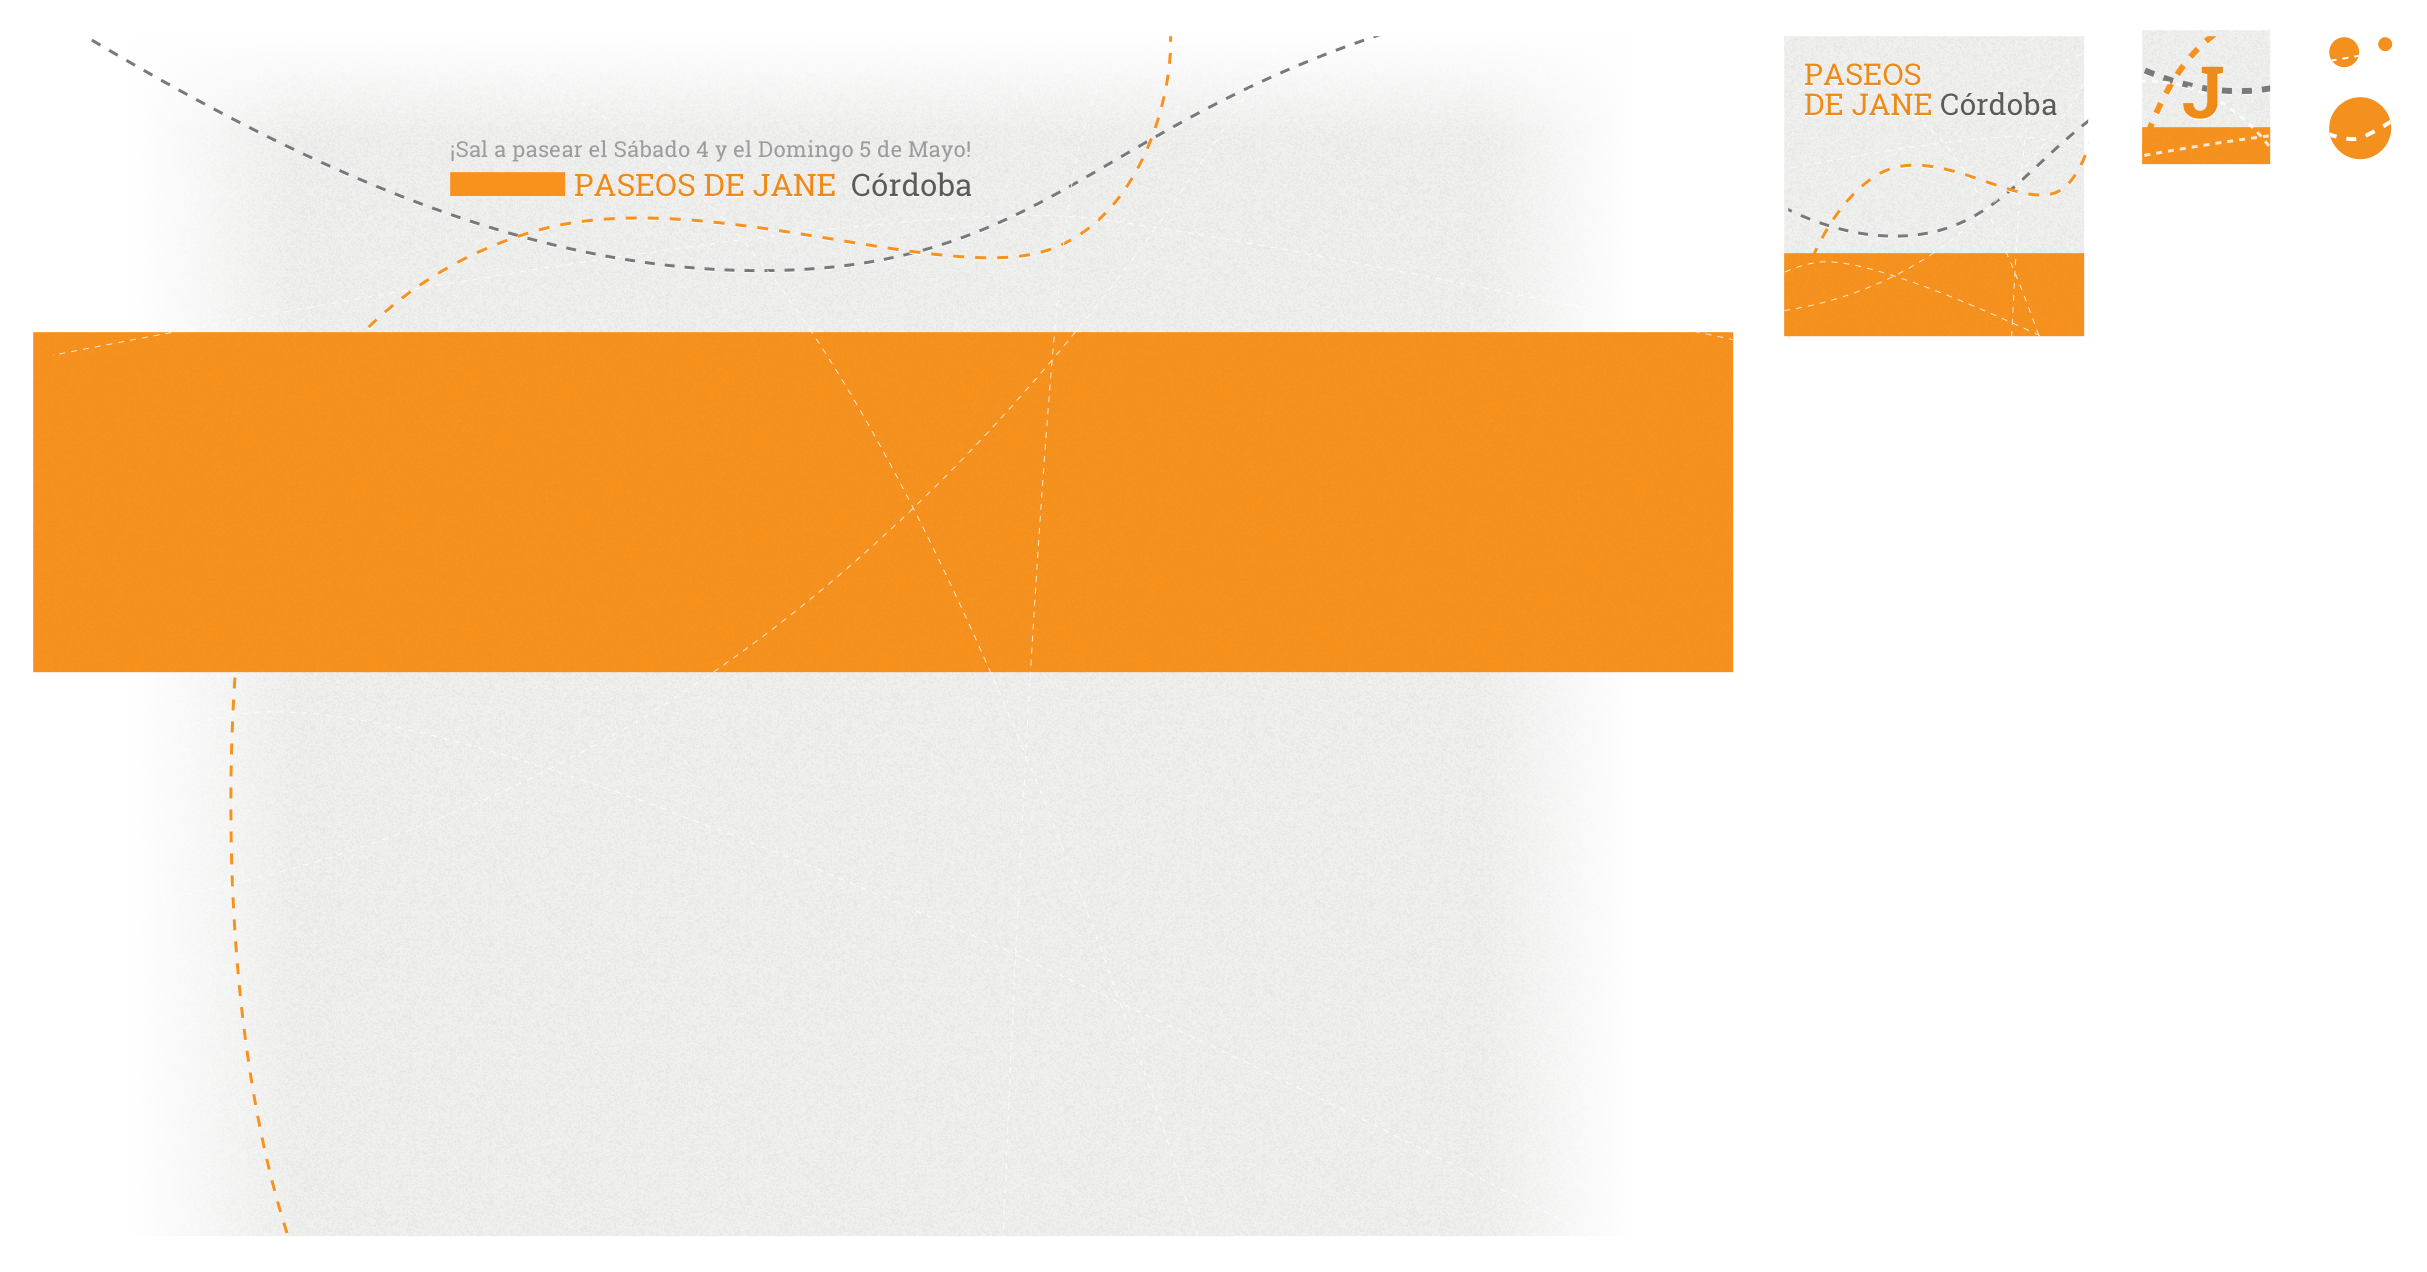 ¡Sal a pasear el Sábado 4 y el Domingo 5 de Mayo!
PASEOS DE JANE Córdoba
PASEOS
DE JANE Córdoba
J